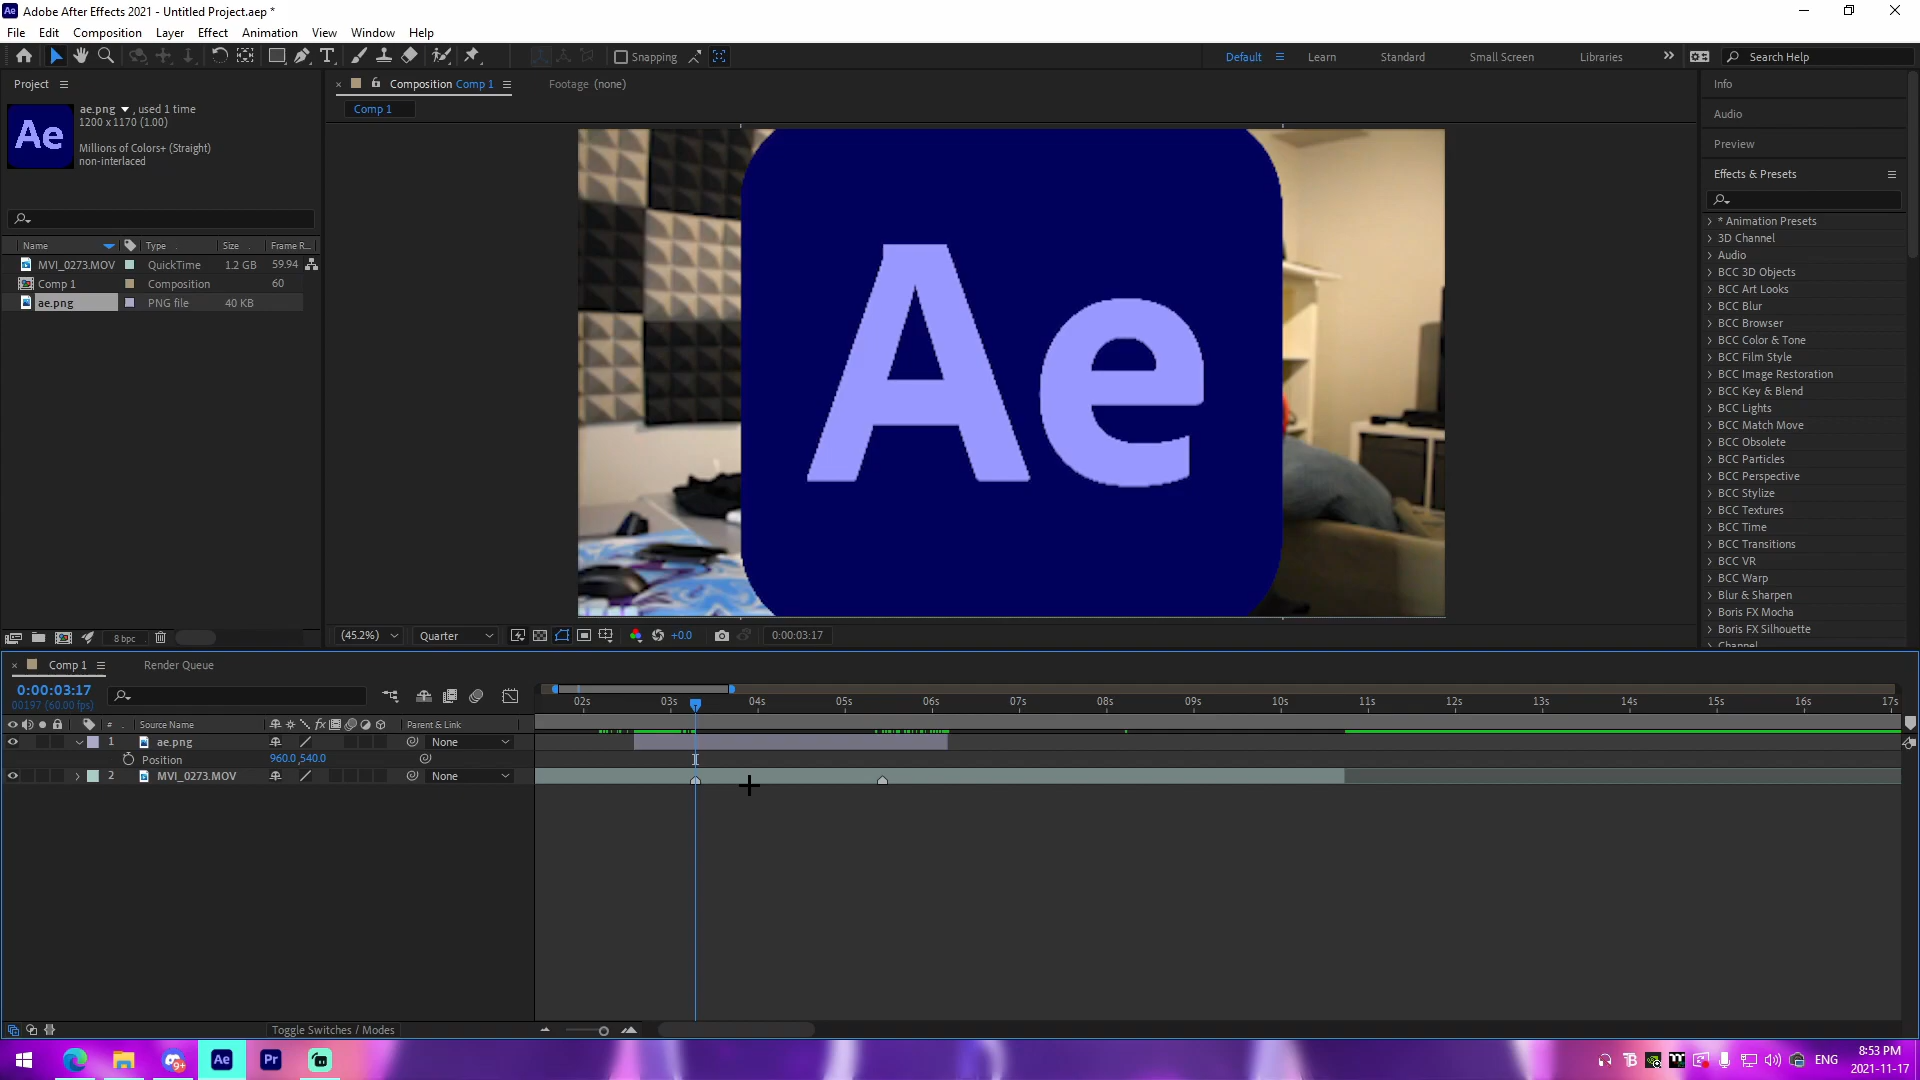 Adobe After Effects 2021 - Untitled Project.aep *
File Edit Composition Layer Effect Animation View Window Help
Snapping
Default Learn Standard Small Screen Libraries Search Help
Project
ae.png , used 1 time
1200 x 1170 (1.00)
Millions of Colors+ (Straight)
non-interlaced
Ae
Name Type Size Frame R...
MVI_0273.MOV QuickTime 1.2 GB 59.94
Comp 1 Composition 60
ae.png PNG file 40 KB
8 bpc
Composition Comp 1 Footage (none)
Comp 1
Ae
(45.2%) Quarter +0.0 0:00:03:17
Info
Audio
Preview
Effects & Presets
* Animation Presets
3D Channel
Audio
BCC 3D Objects
BCC Art Looks
BCC Blur
BCC Browser
BCC Color & Tone
BCC Film Style
BCC Image Restoration
BCC Key & Blend
BCC Lights
BCC Match Move
BCC Obsolete
BCC Particles
BCC Perspective
BCC Stylize
BCC Textures
BCC Time
BCC Transitions
BCC VR
BCC Warp
Blur & Sharpen
Boris FX Mocha
Boris FX Silhouette
Channel
Comp 1 Render Queue
0:00:03:17
00197 (60.00 fps)
02s 03s 04s 05s 06s 07s 08s 09s 10s 11s 12s 13s 14s 15s 16s 17s
# Source Name fx Parent & Link
1 ae.png None
Position 960.0,540.0
2 MVI_0273.MOV None
Toggle Switches / Modes
Ae Pr 9+
ENG
8:53 PM
2021-11-17